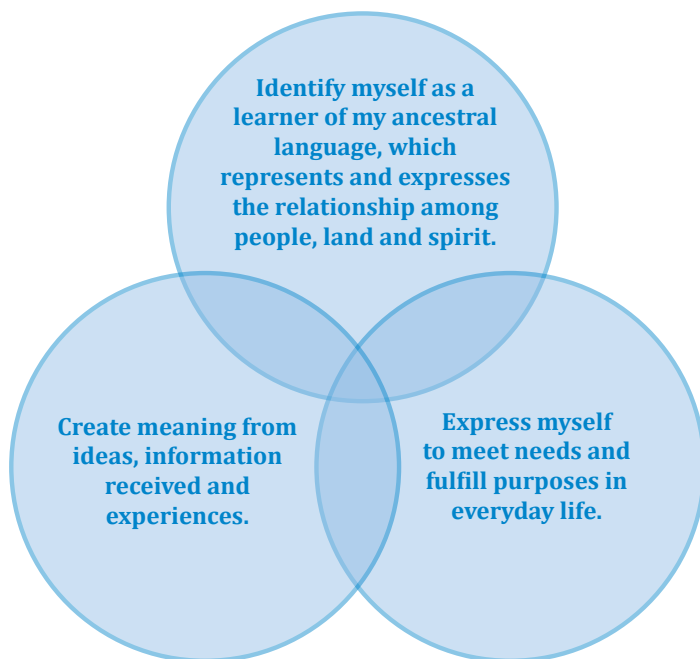 Identify myself as a
learner of my ancestral
language, which
represents and expresses
the relationship among
people, land and spirit.
Create meaning from
ideas, information
received and
experiences.
Express myself
to meet needs and
fulfill purposes in
everyday life.